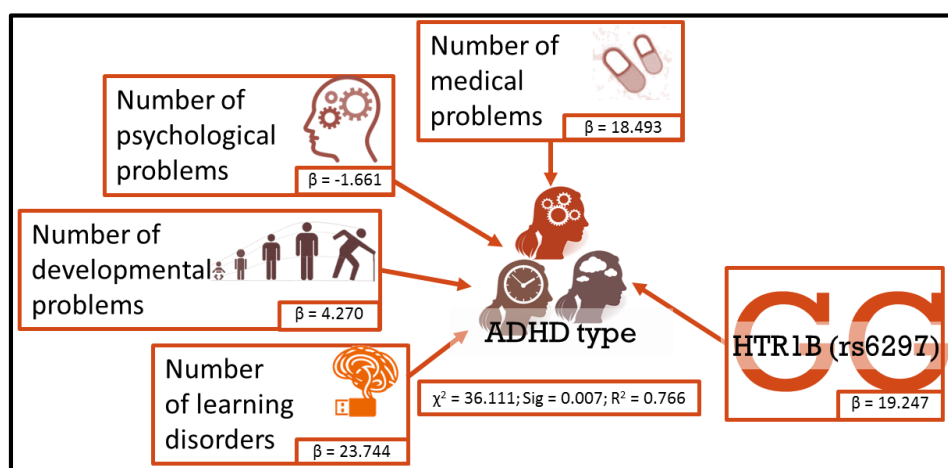 Number of
medical
problems
β = 18.493
Number of
psychological
problems
β = -1.661
Number of
developmental
problems
β = 4.270
ADHD type
CC
HTR1B (rs6297)
β = 19.247
Number
of learning
disorders
β = 23.744
χ² = 36.111; Sig = 0.007; R² = 0.766